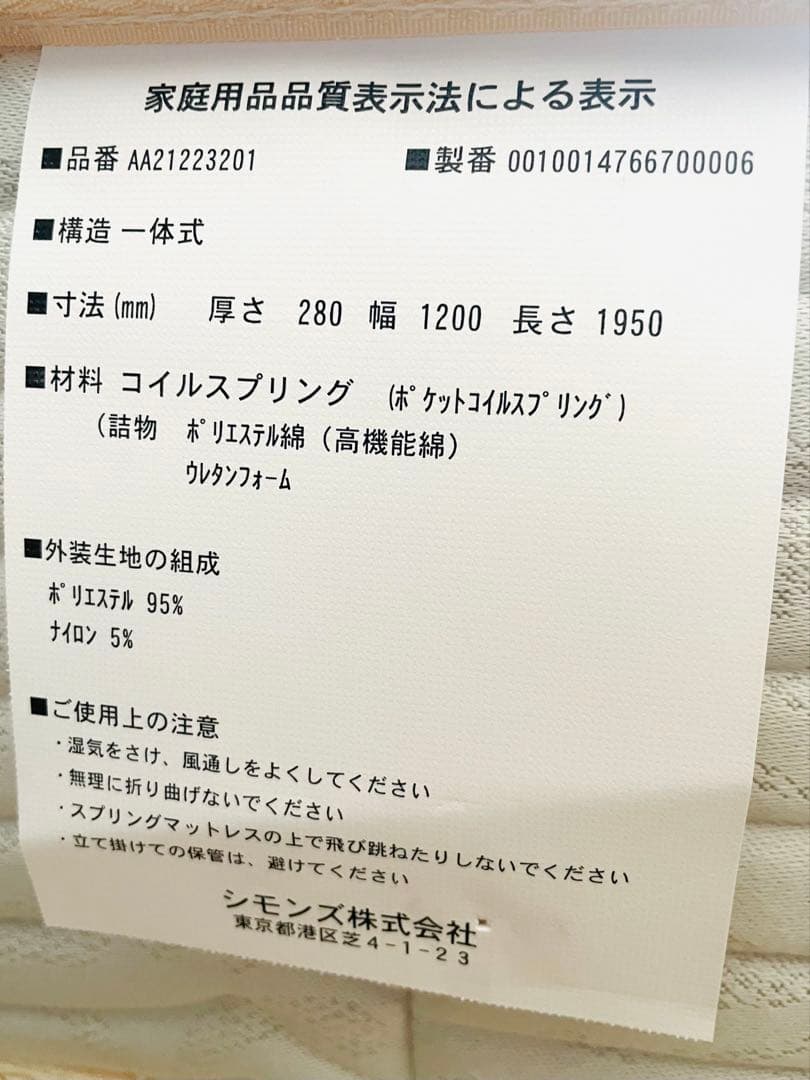 家庭用品品質表示法による表示
■品番 AA21223201 ■製番 0010014766700006
■構造 一体式
■寸法(mm) 厚さ 280 幅 1200 長さ 1950
■材料 コイルスプリング (ﾎﾟｹｯﾄｺｲﾙｽﾌﾟﾘﾝｸﾞ)
(詰物 ﾎﾟﾘｴｽﾃﾙ綿(高機能綿)
ｳﾚﾀﾝﾌｫｰﾑ
■外装生地の組成
ﾎﾟﾘｴｽﾃﾙ 95%
ﾅｲﾛﾝ 5%
■ご使用上の注意
・湿気をさけ、風通しをよくしてください
・無理に折り曲げないでください
・スプリングマットレスの上で飛び跳ねたりしないでください
・立て掛けての保管は、避けてください
シモンズ株式会社
東京都港区芝4-1-23